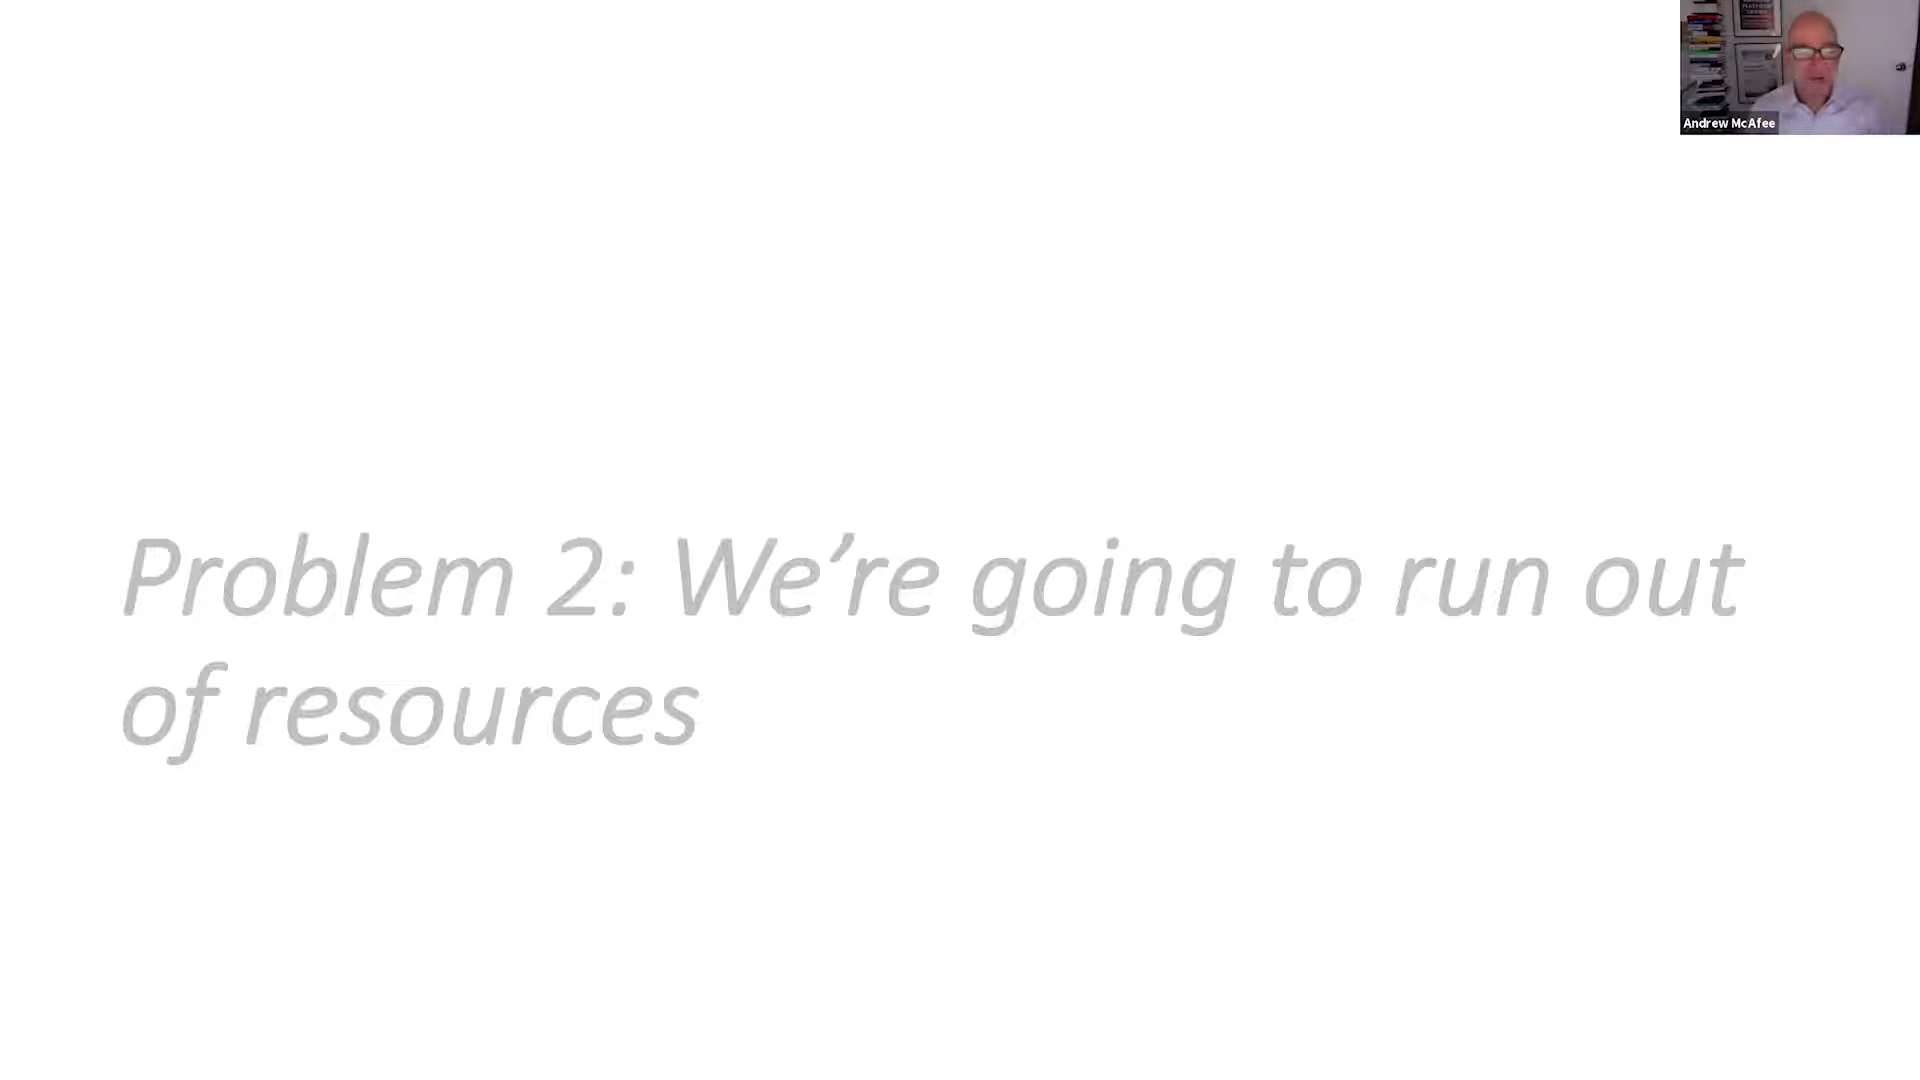 Andrew McAfee
Problem 2: We’re going to run out
of resources